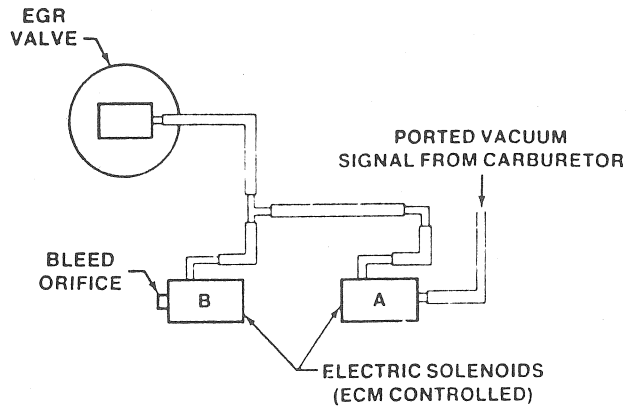 EGR
VALVE
PORTED VACUUM
SIGNAL FROM CARBURETOR
BLEED
ORIFICE
B
A
ELECTRIC SOLENOIDS
(ECM CONTROLLED)